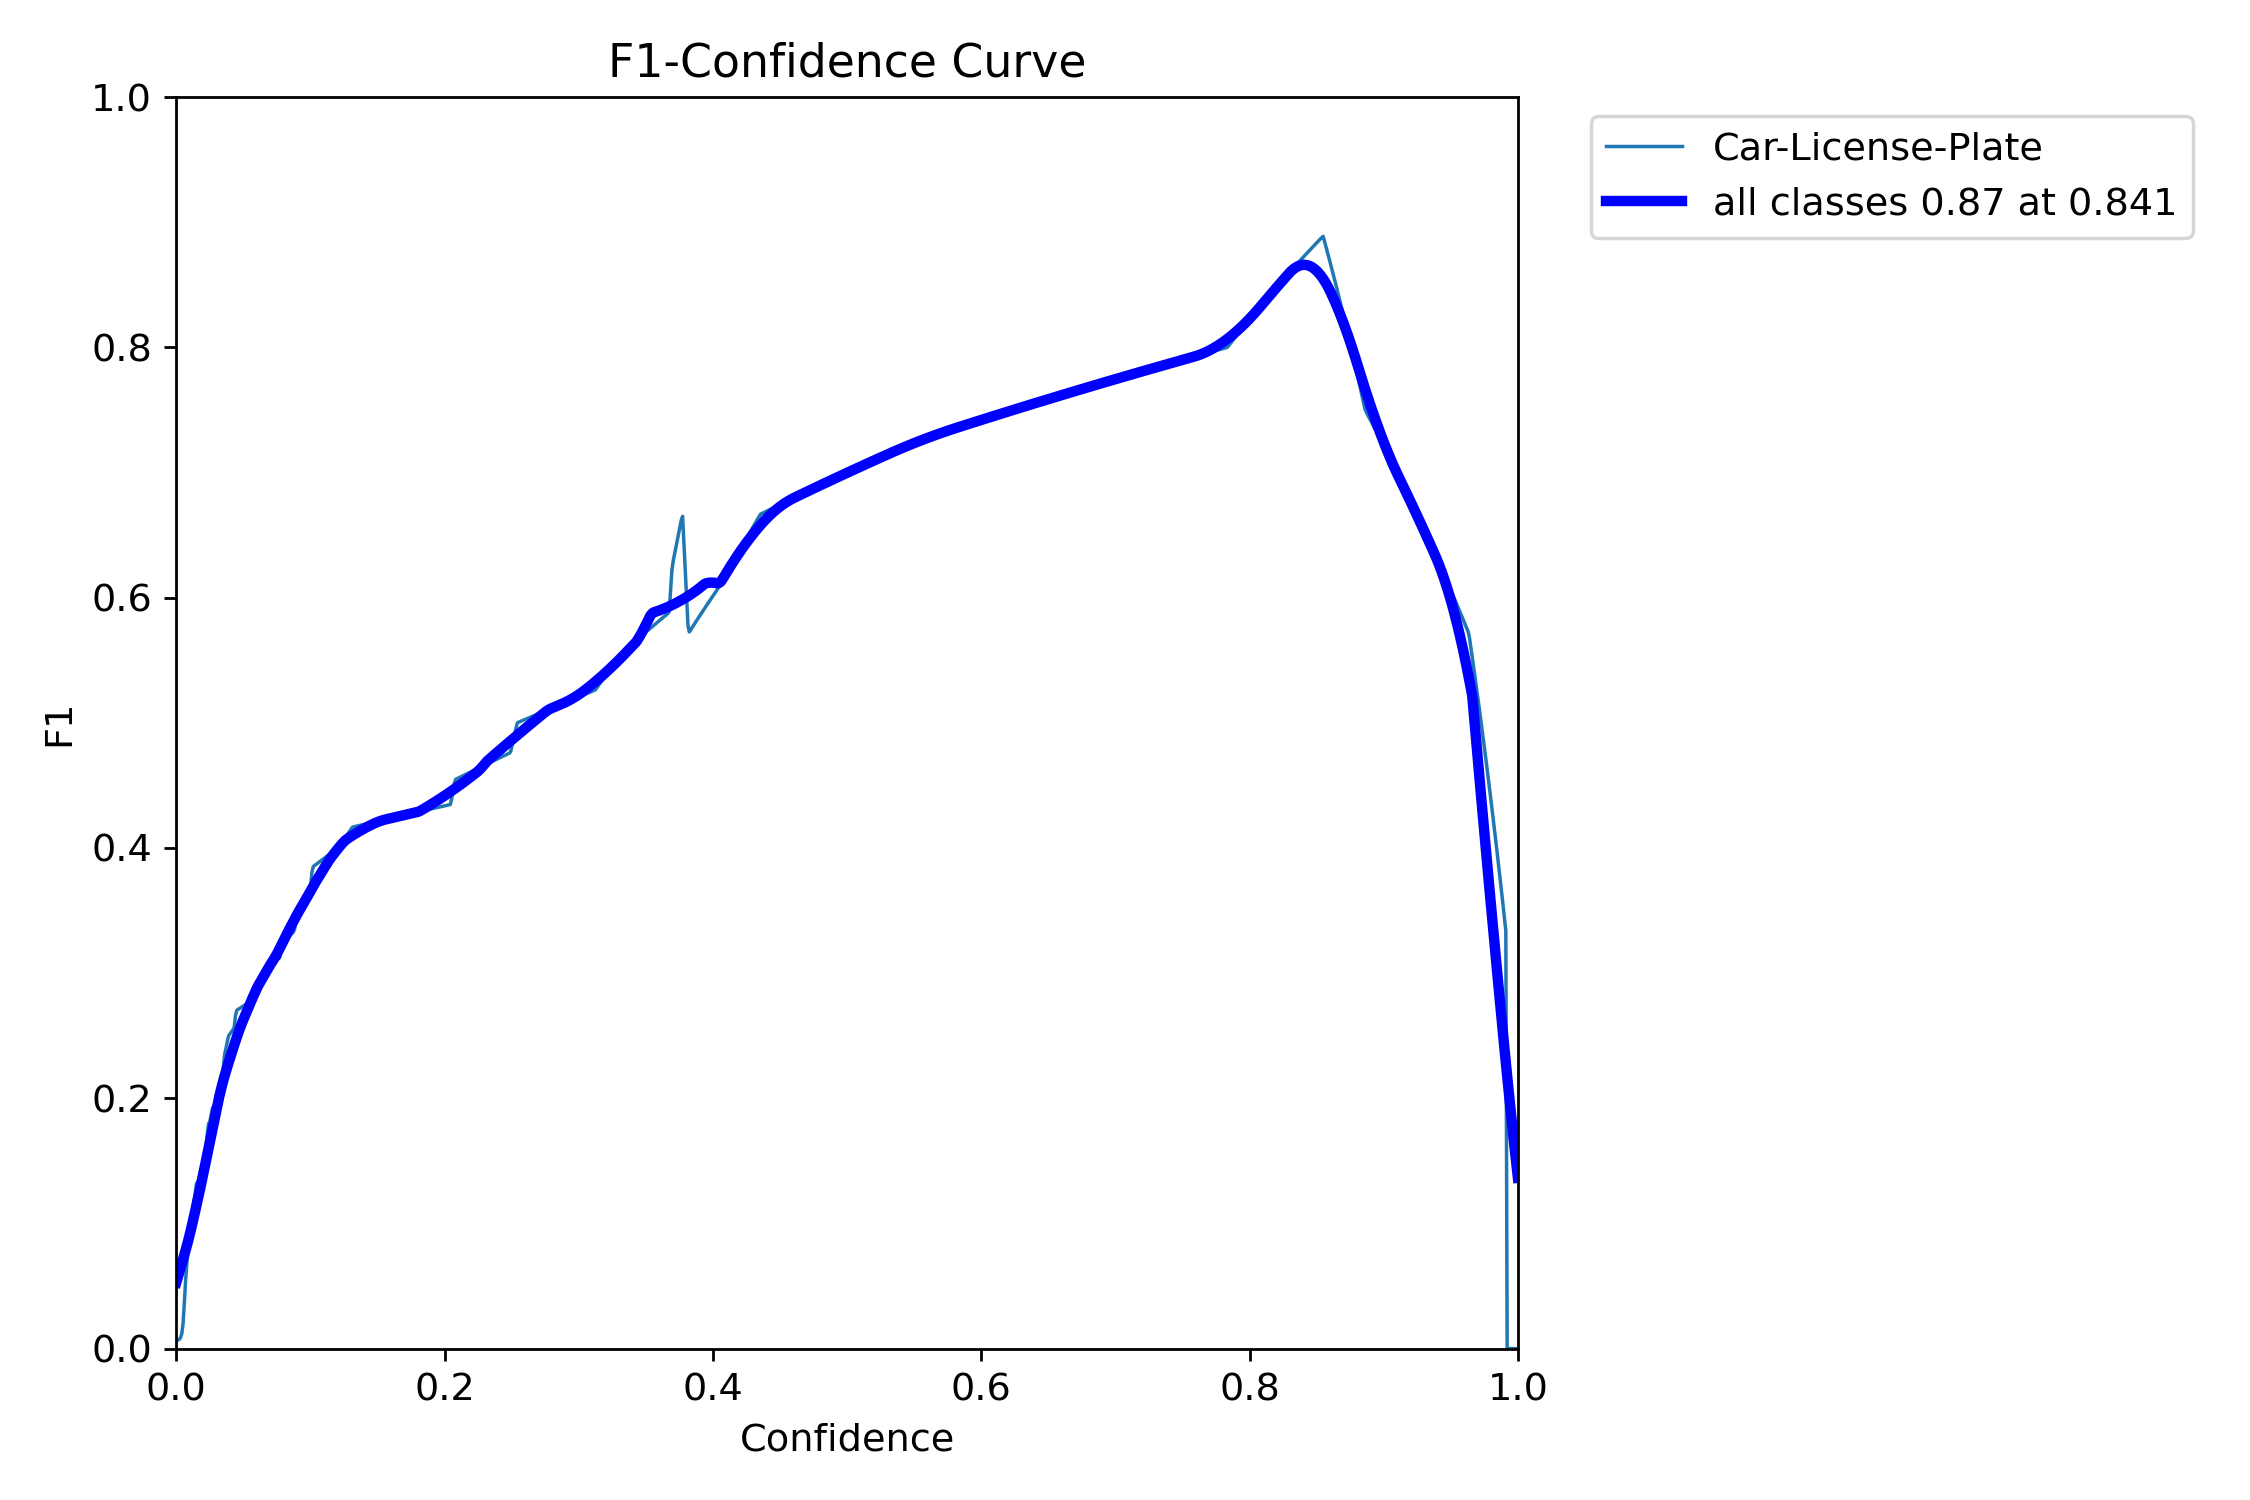 F1-Confidence Curve
1.0
0.8
0.6
0.4
0.2
0.0
F1
0.0 0.2 0.4 0.6 0.8 1.0
Confidence
Car-License-Plate
all classes 0.87 at 0.841